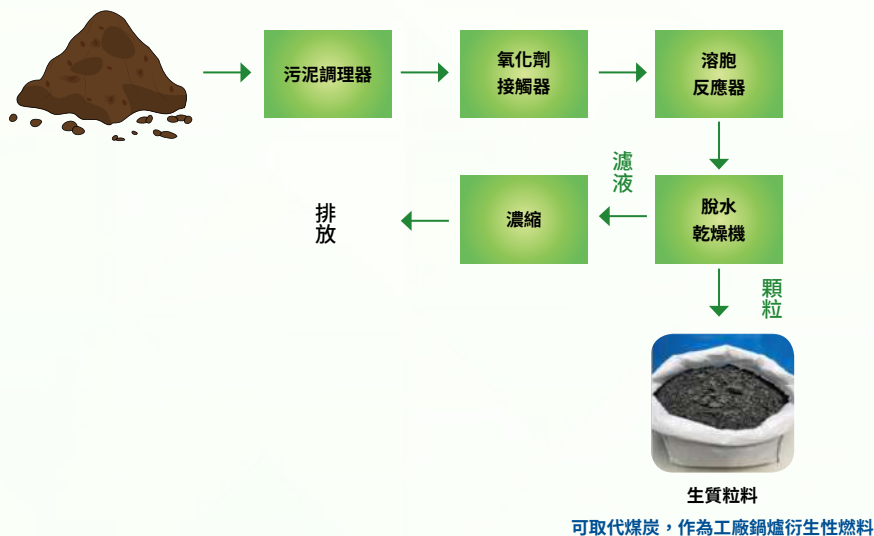 污泥調理器
氧化劑
接觸器
溶胞
反應器
濾液
排放
濃縮
脫水
乾燥機
顆粒
生質粒料
可取代煤炭，作為工廠鍋爐衍生性燃料